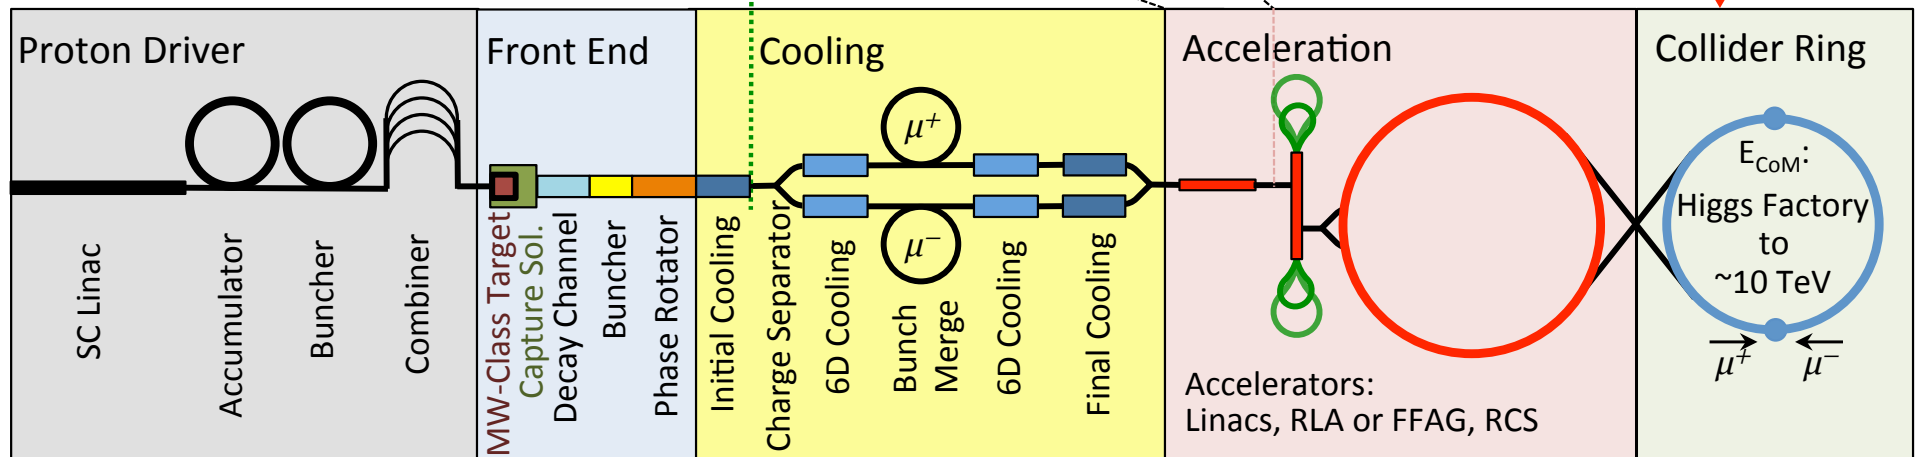 Proton Driver
SC Linac
Accumulator
Buncher
Combiner
Front End
MW-Class Target
Capture Sol.
Decay Channel
Buncher
Phase Rotator
Cooling
Initial Cooling
Charge Separator
6D Cooling
μ+
μ−
Bunch
Merge
6D Cooling
Final Cooling
Acceleration
Accelerators:
Linacs, RLA or FFAG, RCS
Collider Ring
ECoM:
Higgs Factory
to
~10 TeV
μ+ μ−